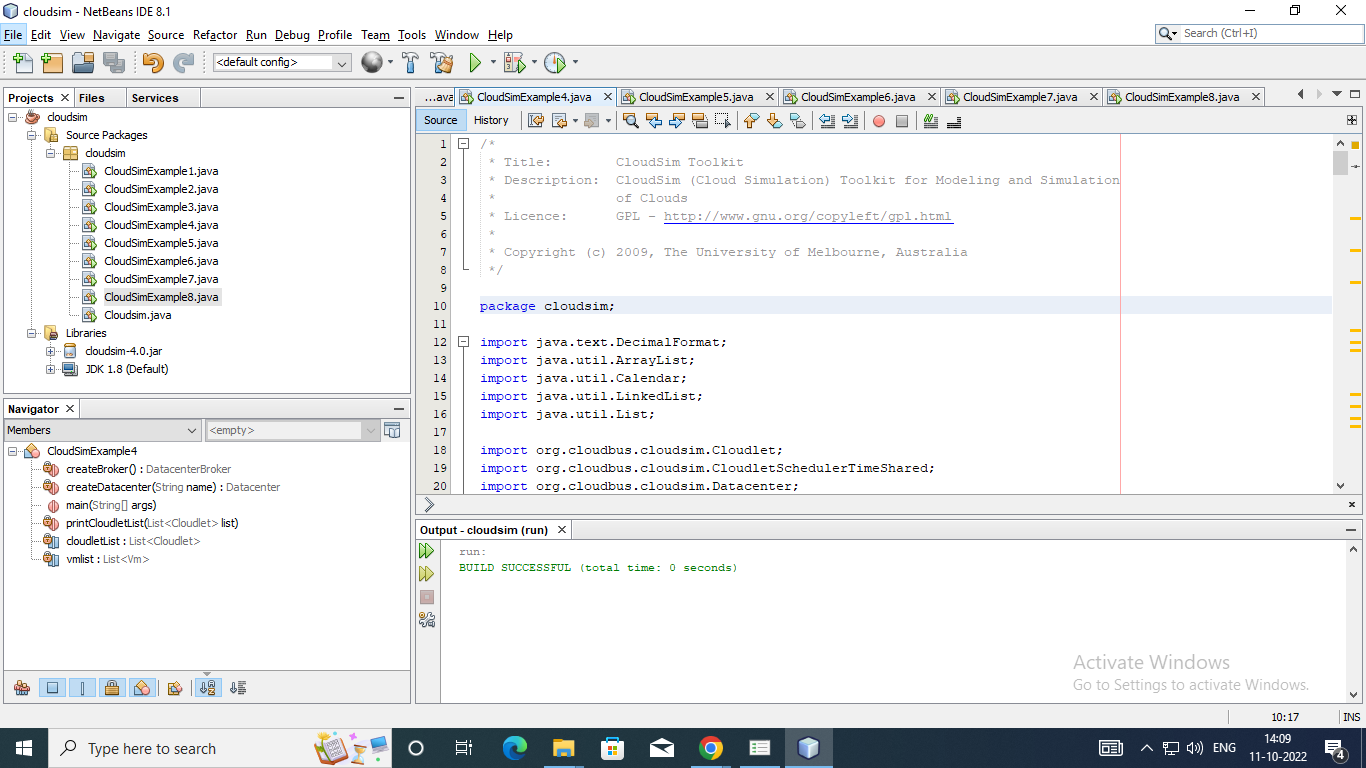 cloudsim - NetBeans IDE 8.1
File Edit View Navigate Source Refactor Run Debug Profile Team Tools Window Help
Search (Ctrl+I)
<default config>
Projects Files Services
cloudsim
Source Packages
cloudsim
CloudSimExample1.java
CloudSimExample2.java
CloudSimExample3.java
CloudSimExample4.java
CloudSimExample5.java
CloudSimExample6.java
CloudSimExample7.java
CloudSimExample8.java
Cloudsim.java
Libraries
cloudsim-4.0.jar
JDK 1.8 (Default)
Navigator
Members <empty>
CloudSimExample4
createBroker() : DatacenterBroker
createDatacenter(String name) : Datacenter
main(String[] args)
printCloudletList(List<Cloudlet> list)
cloudletList : List<Cloudlet>
vmlist : List<Vm>
...ava CloudSimExample4.java CloudSimExample5.java CloudSimExample6.java CloudSimExample7.java CloudSimExample8.java
Source History
1 /*
2 * Title: CloudSim Toolkit
3 * Description: CloudSim (Cloud Simulation) Toolkit for Modeling and Simulation
4 * of Clouds
5 * Licence: GPL - http://www.gnu.org/copyleft/gpl.html
6 *
7 * Copyright (c) 2009, The University of Melbourne, Australia
8 */
9
10 package cloudsim;
11
12 import java.text.DecimalFormat;
13 import java.util.ArrayList;
14 import java.util.Calendar;
15 import java.util.LinkedList;
16 import java.util.List;
17
18 import org.cloudbus.cloudsim.Cloudlet;
19 import org.cloudbus.cloudsim.CloudletSchedulerTimeShared;
20 import org.cloudbus.cloudsim.Datacenter;
Output - cloudsim (run)
run:
BUILD SUCCESSFUL (total time: 0 seconds)
Activate Windows
Go to Settings to activate Windows.
10:17 INS
Type here to search
ENG
14:09
11-10-2022
4